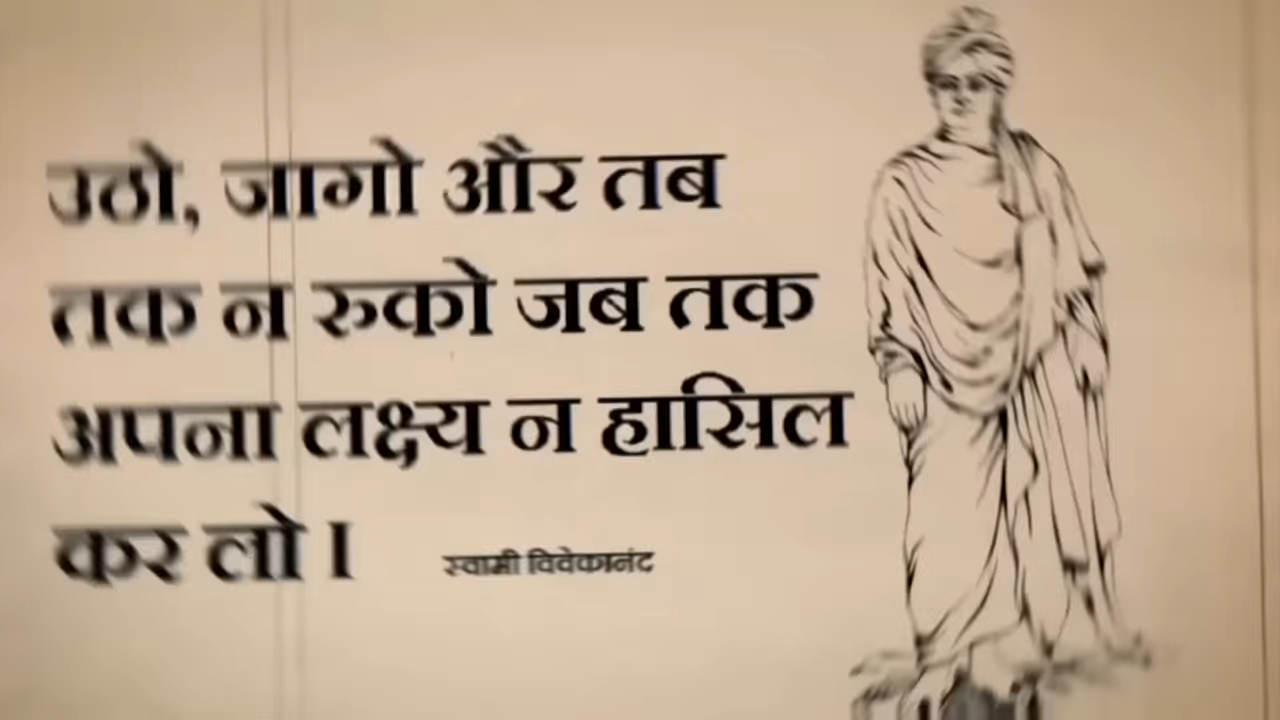 उठो, जागो और तब
तक न रुको जब तक
अपना लक्ष्य न हासिल
कर लो ।
स्वामी विवेकानंद